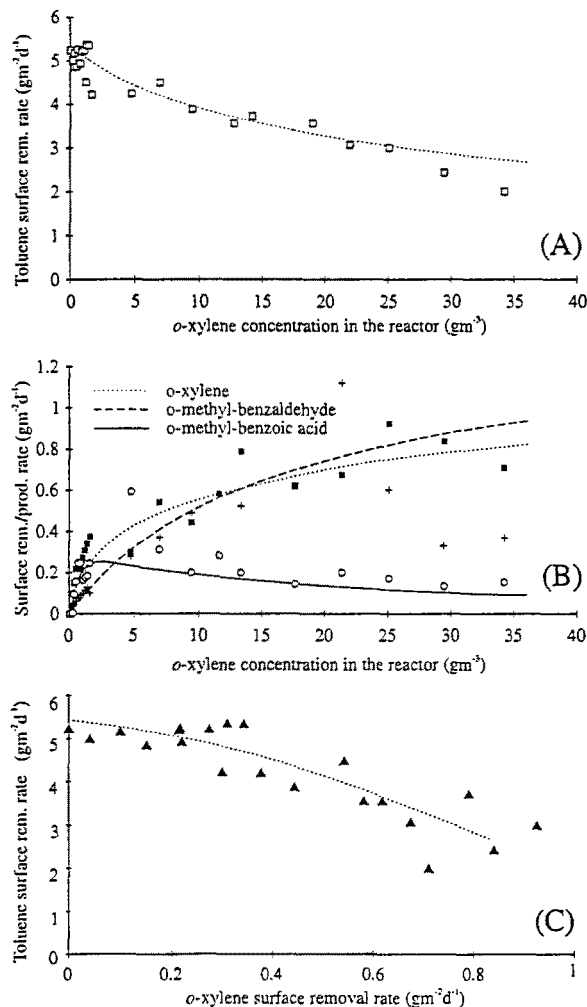 Toluene surface rem. rate (gm⁻²d⁻¹)
6
5
4
3
2
1
0
0 5 10 15 20 25 30 35 40
(A)
o-xylene concentration in the reactor (gm⁻³)
Surface rem./prod. rate (gm⁻²d⁻¹)
1.2
1
0.8
0.6
0.4
0.2
0
o-xylene
o-methyl-benzaldehyde
o-methyl-benzoic acid
(B)
0 5 10 15 20 25 30 35 40
o-xylene concentration in the reactor (gm⁻³)
Toluene surface rem. rate (gm⁻²d⁻¹)
6
5
4
3
2
1
0
(C)
0 0.2 0.4 0.6 0.8 1
o-xylene surface removal rate (gm⁻²d⁻¹)